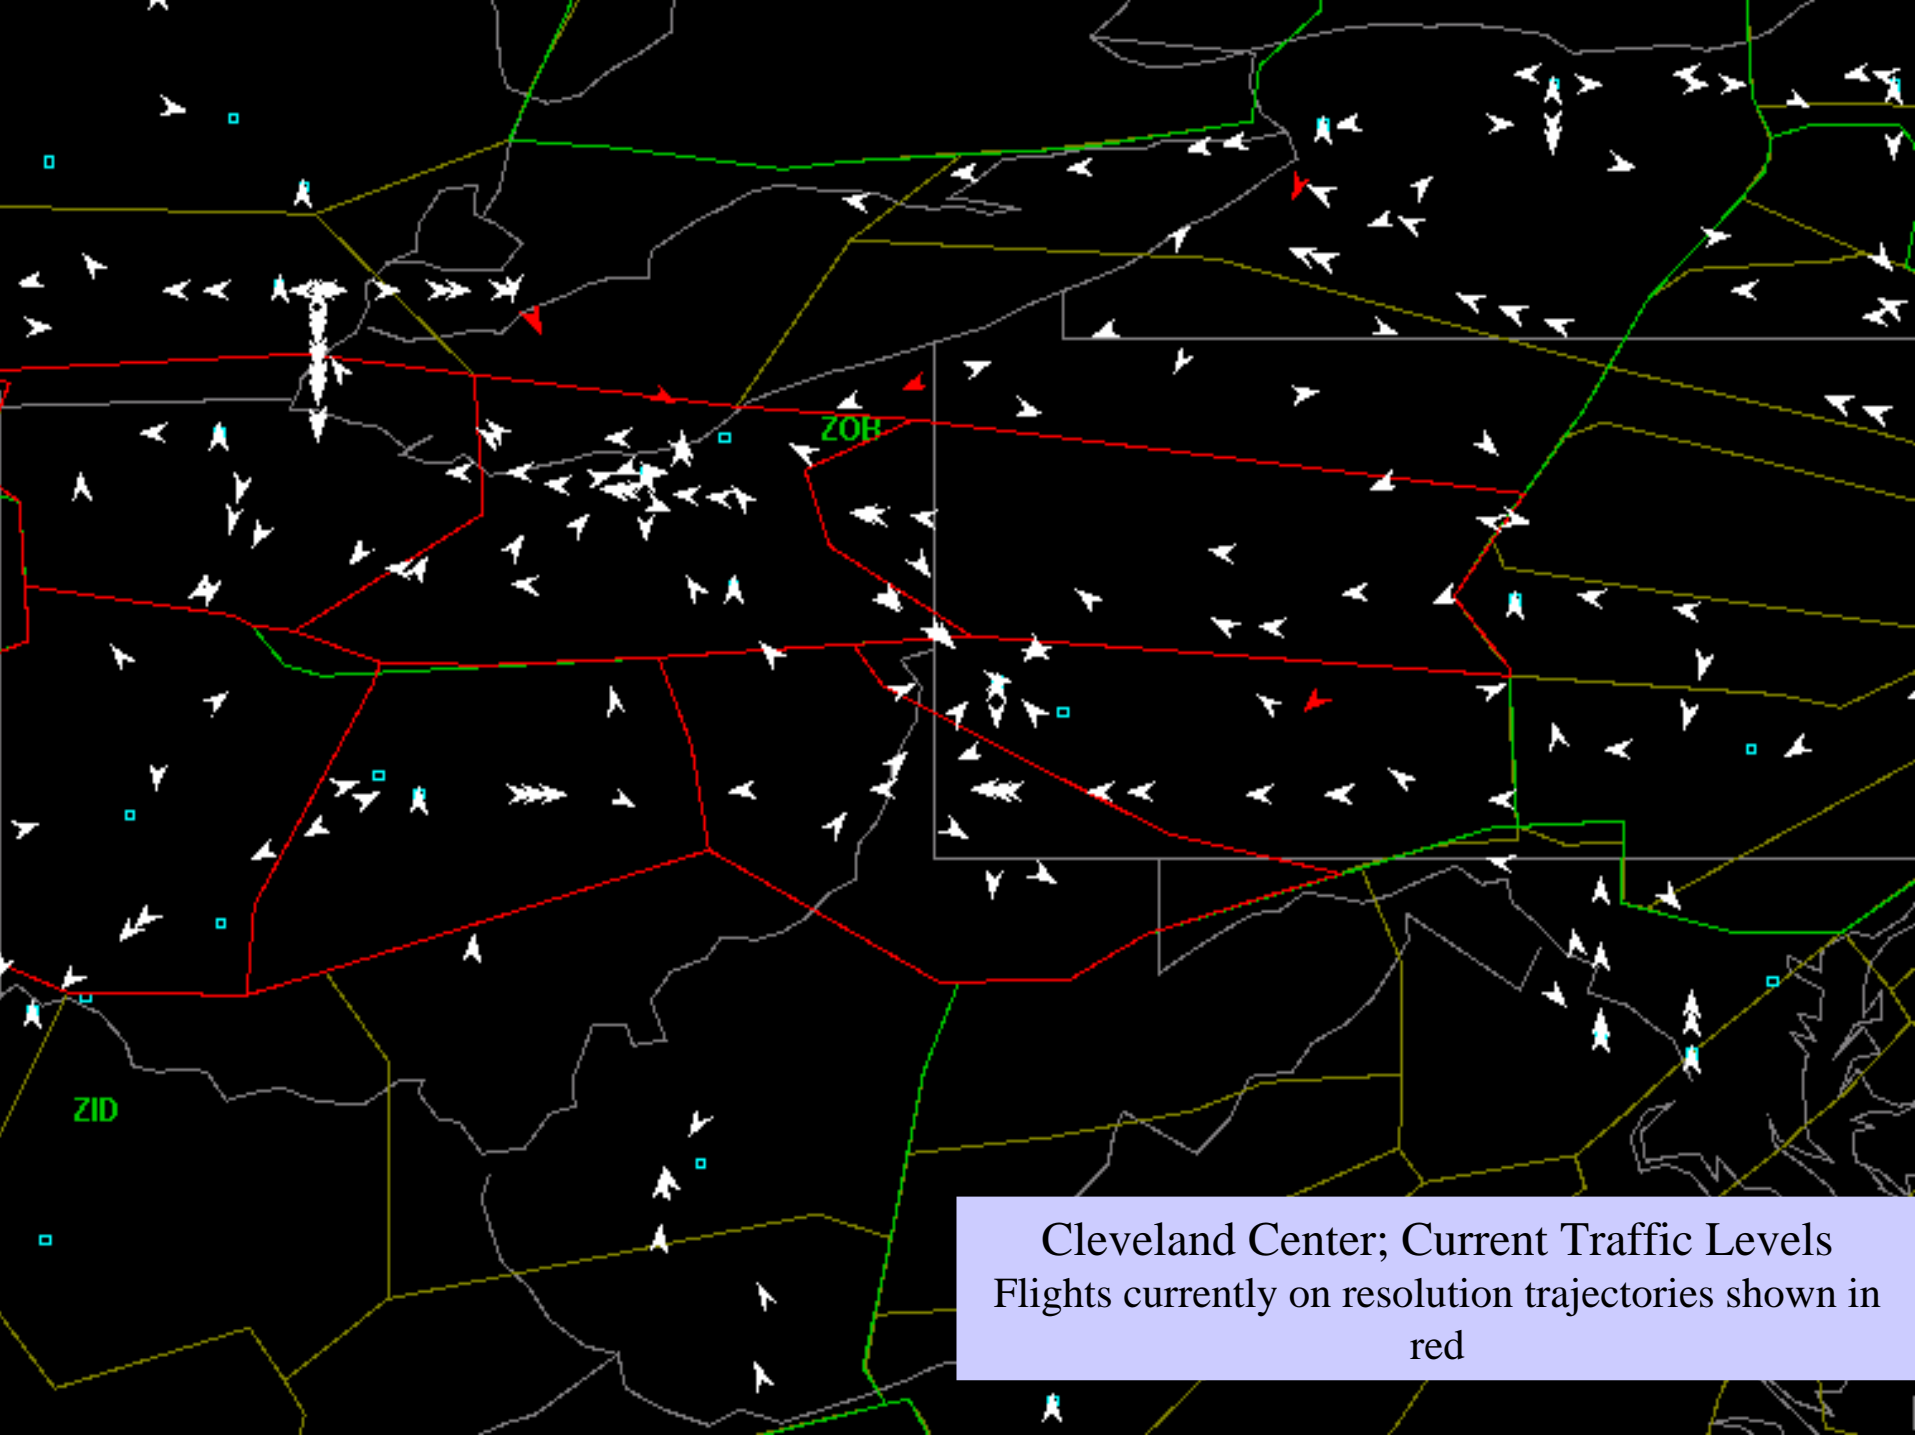 ZOB
ZID
Cleveland Center; Current Traffic Levels
Flights currently on resolution trajectories shown in
red